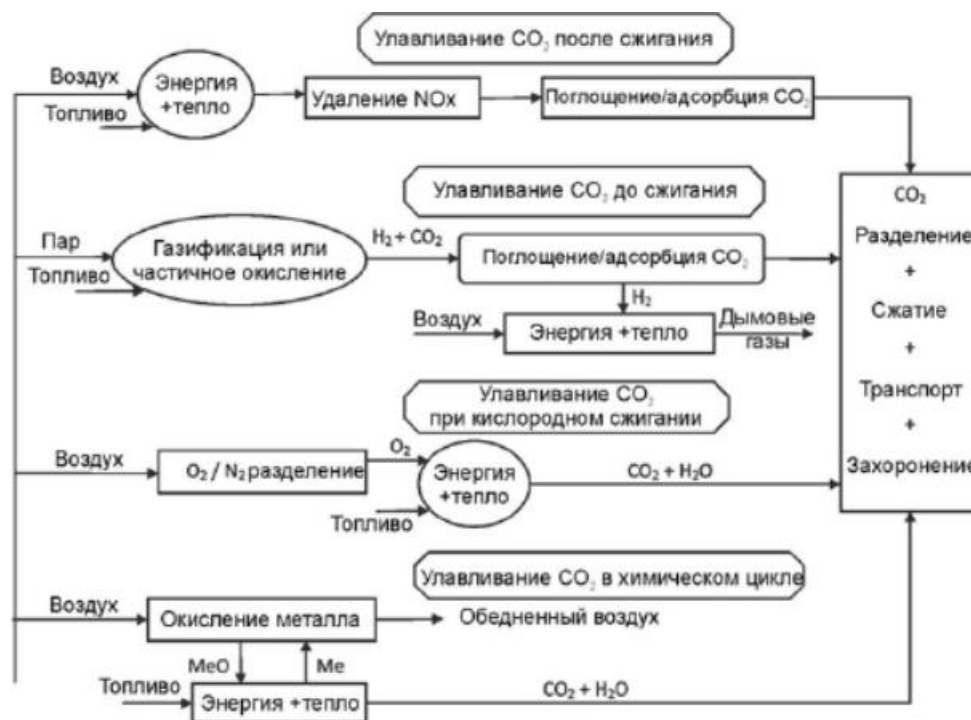 Улавливание CO₂ после сжигания
Воздух
Топливо
Энергия
+тепло
Удаление NOx
Поглощение/адсорбция CO₂
Улавливание CO₂ до сжигания
Пар
Топливо
Газификация или
частичное окисление
H₂ + CO₂
Поглощение/адсорбция CO₂
H₂
Воздух
Энергия +тепло
Дымовые
газы
Улавливание CO₂
при кислородном сжигании
Воздух
O₂ / N₂ разделение
O₂
Топливо
Энергия
+тепло
CO₂ + H₂O
Улавливание CO₂ в химическом цикле
Воздух
Окисление металла
Обедненный воздух
MeO
Me
Топливо
Энергия +тепло
CO₂ + H₂O
CO₂
Разделение
+
Сжатие
+
Транспорт
+
Захоронение